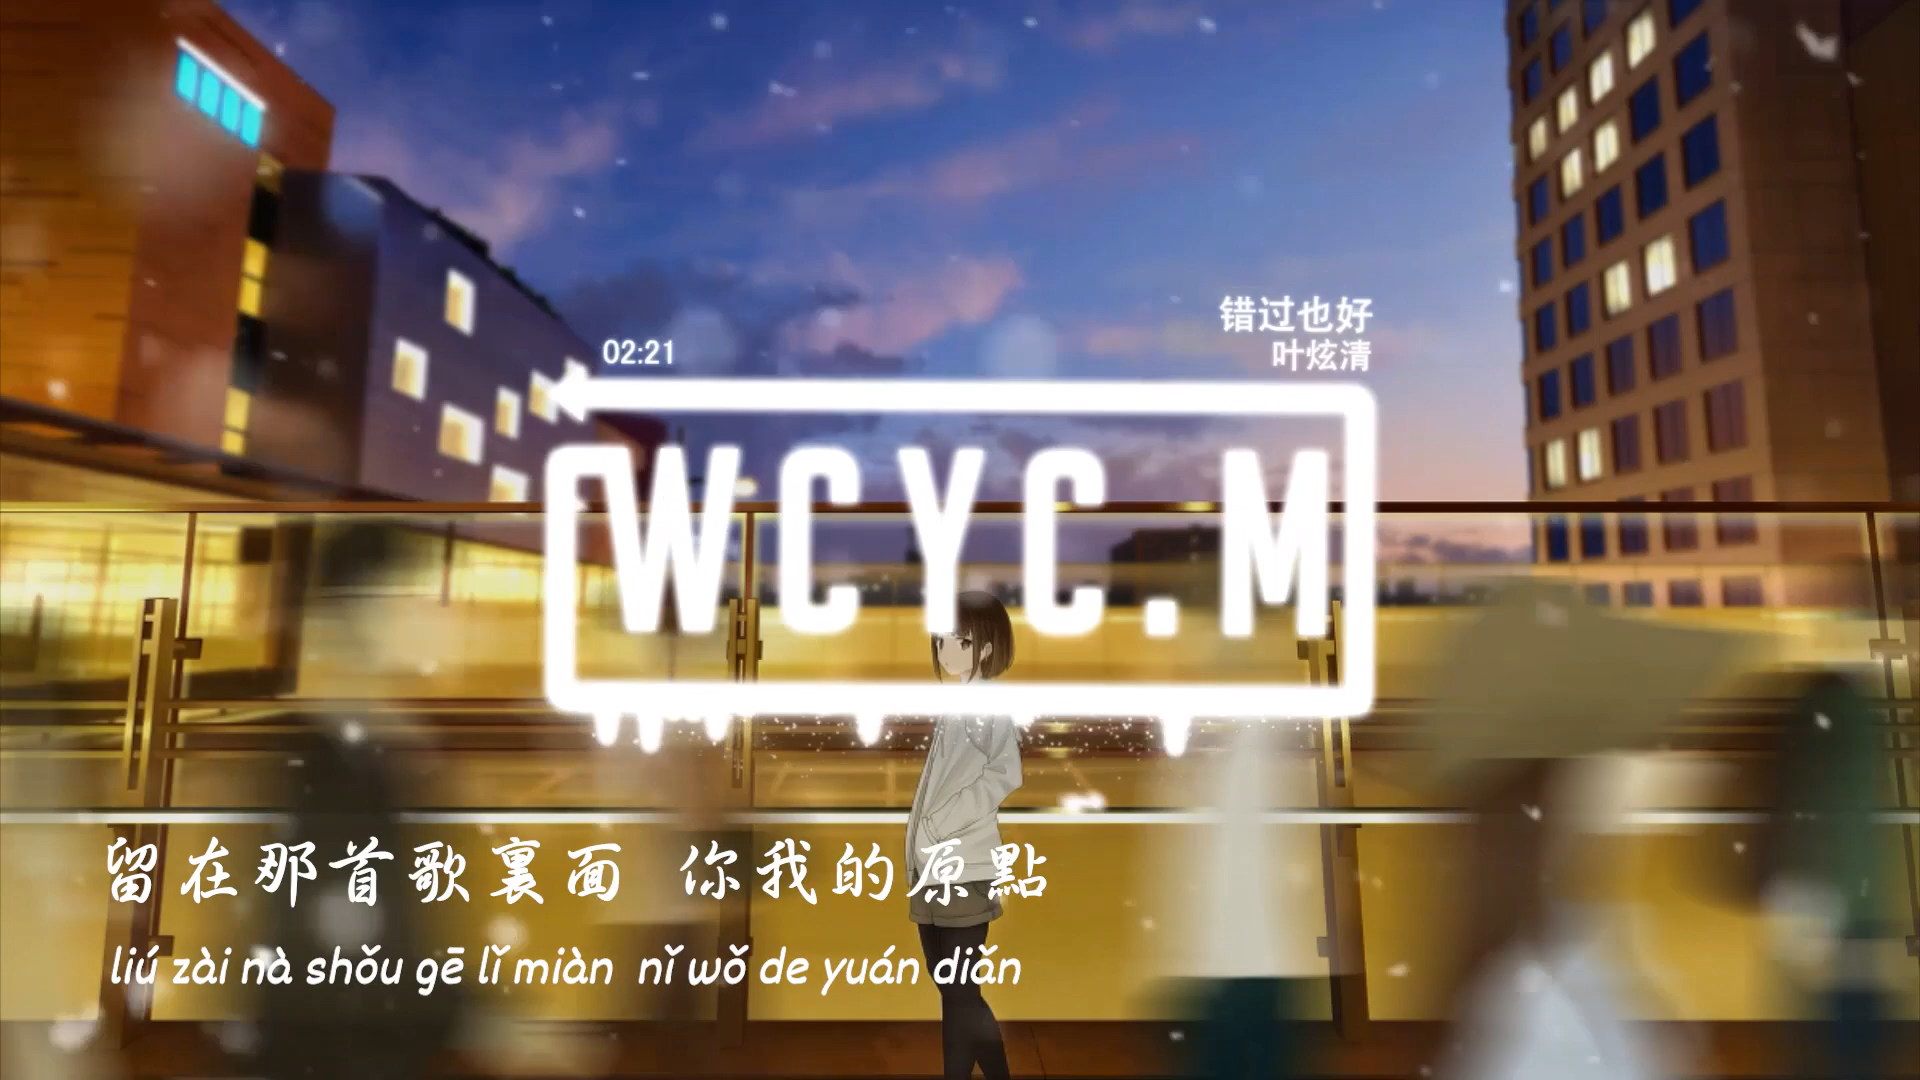 错过也好
02:21
叶炫清
WCYC.M
留在那首歌裏面 你我的原點
liú zài nà shǒu gē lǐ miàn nǐ wǒ de yuán diǎn